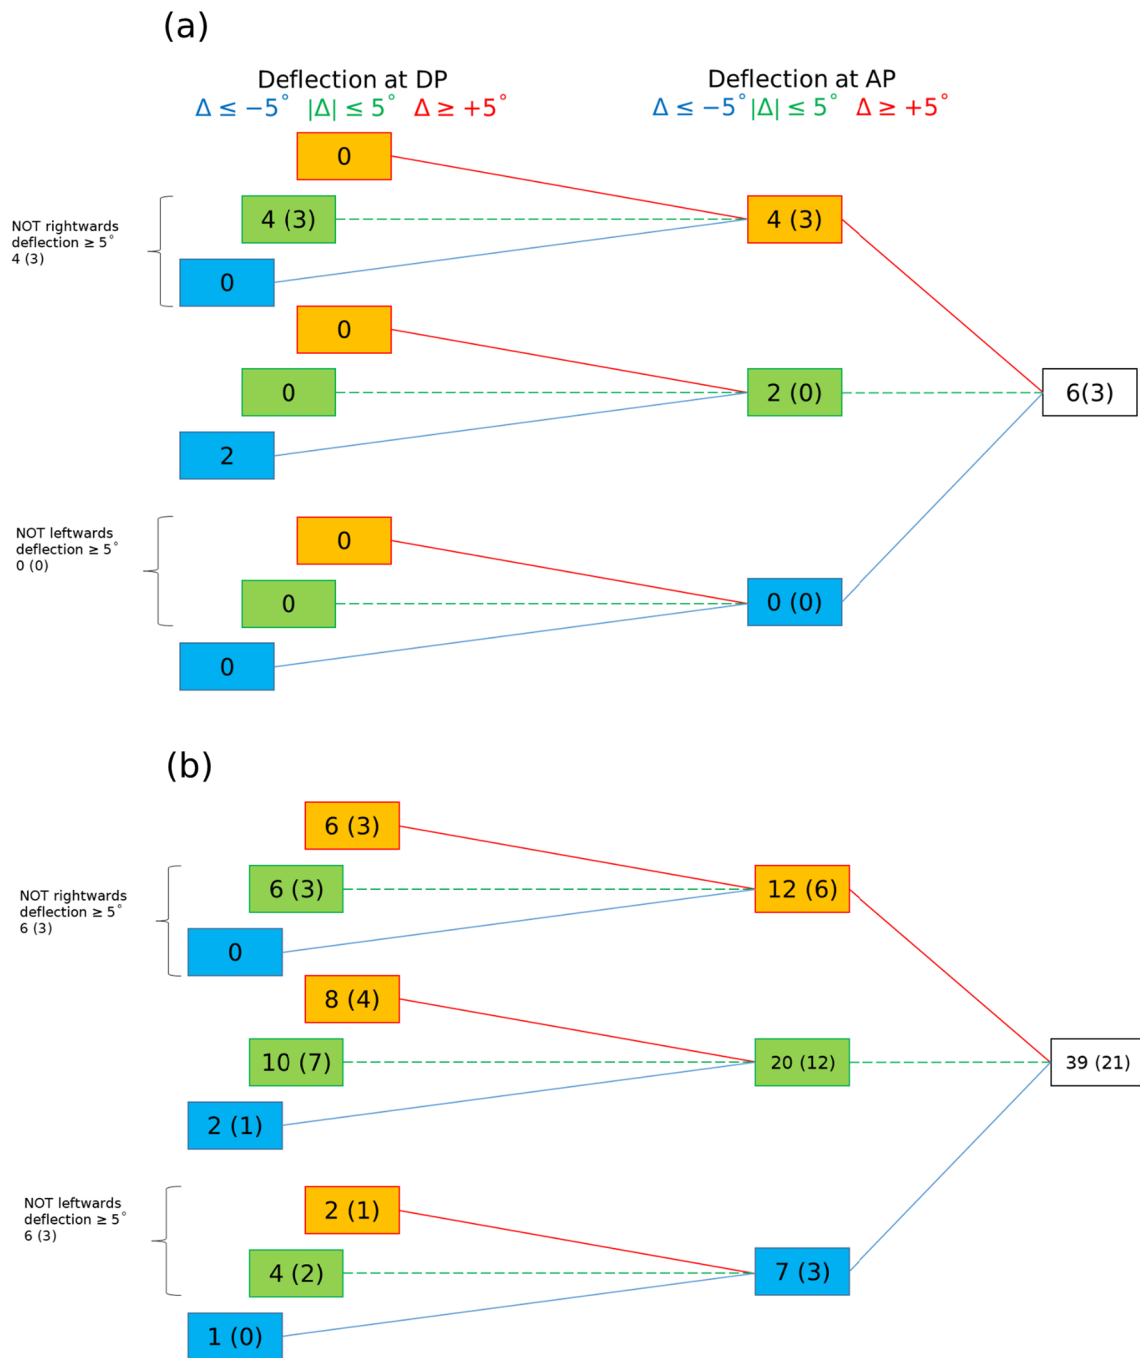 (a)
Deflection at DP
Δ ≤ −5° |Δ| ≤ 5° Δ ≥ +5°
Deflection at AP
Δ ≤ −5° |Δ| ≤ 5° Δ ≥ +5°
0
NOT rightwards
deflection ≥ 5°
4 (3)
4 (3)
4 (3)
0
0
0
2 (0)
6(3)
2
NOT leftwards
deflection ≥ 5°
0 (0)
0
0
0 (0)
0
(b)
6 (3)
NOT rightwards
deflection ≥ 5°
6 (3)
6 (3)
12 (6)
0
8 (4)
10 (7)
20 (12)
39 (21)
2 (1)
NOT leftwards
deflection ≥ 5°
6 (3)
2 (1)
4 (2)
7 (3)
1 (0)